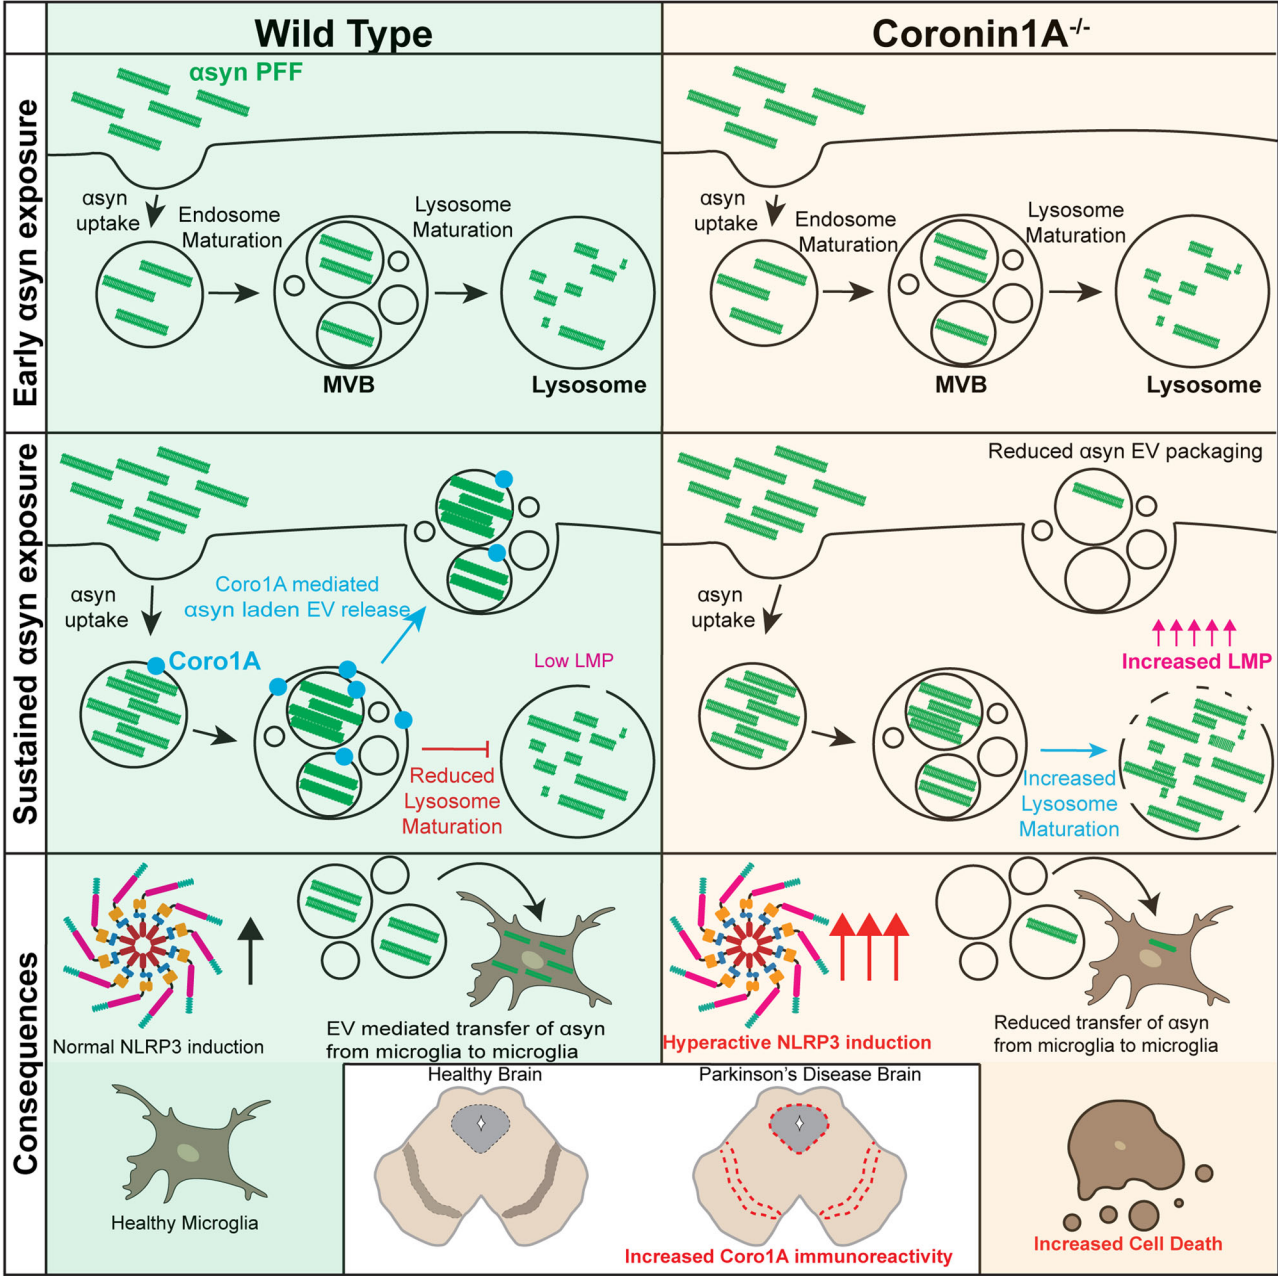 Wild Type
Coronin1A-/-
Early αsyn exposure
αsyn PFF
αsyn
uptake
Endosome
Maturation
Lysosome
Maturation
MVB
Lysosome
αsyn
uptake
Endosome
Maturation
Lysosome
Maturation
MVB
Lysosome
Sustained αsyn exposure
αsyn
uptake
Coro1A mediated
αsyn laden EV release
Coro1A
Low LMP
Reduced
Lysosome
Maturation
Reduced αsyn EV packaging
αsyn
uptake
Increased LMP
Increased
Lysosome
Maturation
Consequences
Normal NLRP3 induction
EV mediated transfer of αsyn
from microglia to microglia
Hyperactive NLRP3 induction
Reduced transfer of αsyn
from microglia to microglia
Healthy Microglia
Healthy Brain
Parkinson's Disease Brain
Increased Coro1A immunoreactivity
Increased Cell Death